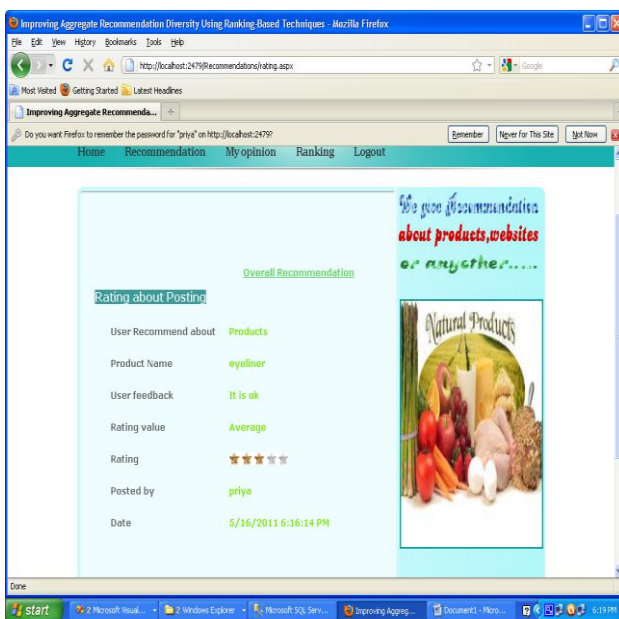 Improving Aggregate Recommendation Diversity Using Ranking-Based Techniques - Mozilla Firefox
File Edit View History Bookmarks Tools Help
http://localhost:2479/Recommendations/rating.aspx
Google
Most Visited Getting Started Latest Headlines
Improving Aggregate Recommenda...
Do you want Firefox to remember the password for "priya" on http://localhost:2479?
Remember Never for This Site Not Now
Home Recommendation My opinion Ranking Logout
We give Recommendation
about products,websites
or anyother.....
Overall Recommendation
Rating about Posting
User Recommend about Products
Product Name eyeliner
User feedback It is ok
Rating value Average
Rating
Posted by priya
Date 5/16/2011 6:16:14 PM
Natural Products
Done
start 2 Microsoft Visual... 2 Windows Explorer Microsoft SQL Serv... Improving Aggreg... Document1 - Micro... 6:19 PM